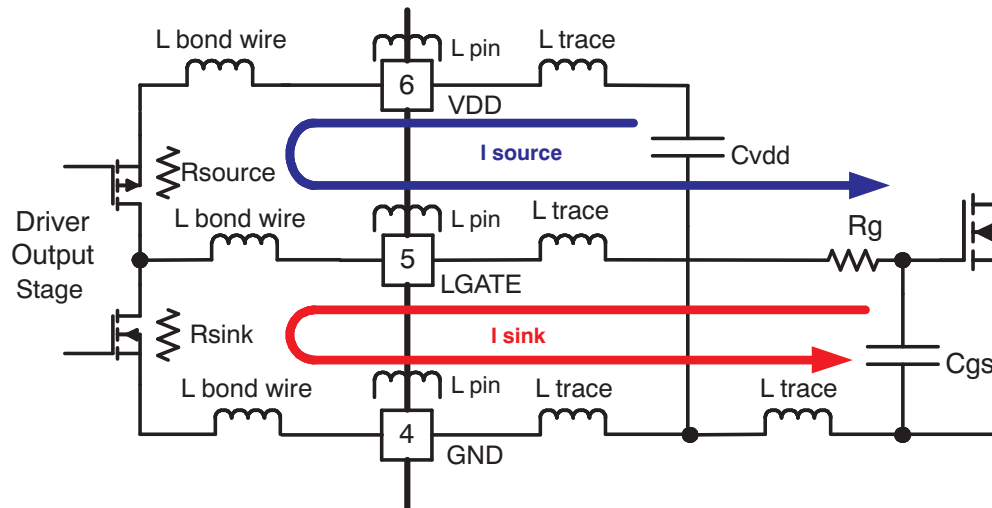 L bond wire
L pin
L trace
6
VDD
I source
Cvdd
Rsource
L bond wire
L pin
L trace
Rg
Driver
Output
Stage
5
LGATE
Rsink
I sink
L bond wire
L pin
L trace
L trace
Cgs
4
GND